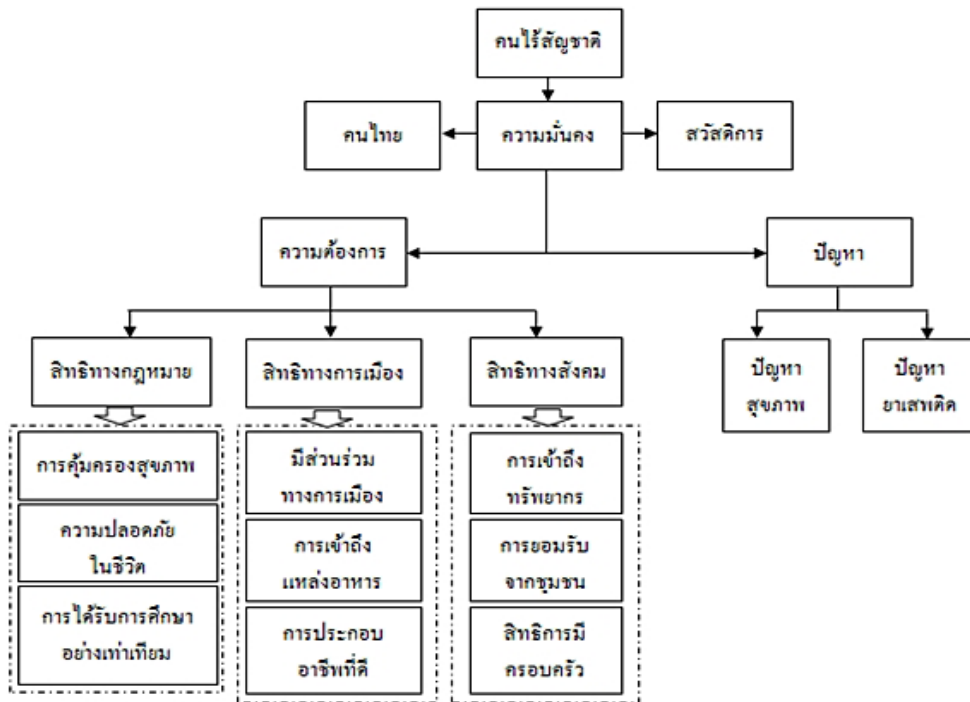 คนไร้สัญชาติ
คนไทย
ความมั่นคง
สวัสดิการ
ความต้องการ
ปัญหา
สิทธิทางกฎหมาย
สิทธิทางการเมือง
สิทธิทางสังคม
ปัญหา
สุขภาพ
ปัญหา
ยาเสพติด
การคุ้มครองสุขภาพ
ความปลอดภัย
ในชีวิต
การได้รับการศึกษา
อย่างเท่าเทียม
มีส่วนร่วม
ทางการเมือง
การเข้าถึง
แหล่งอาหาร
การประกอบ
อาชีพที่ดี
การเข้าถึง
ทรัพยากร
การยอมรับ
จากชุมชน
สิทธิการมี
ครอบครัว